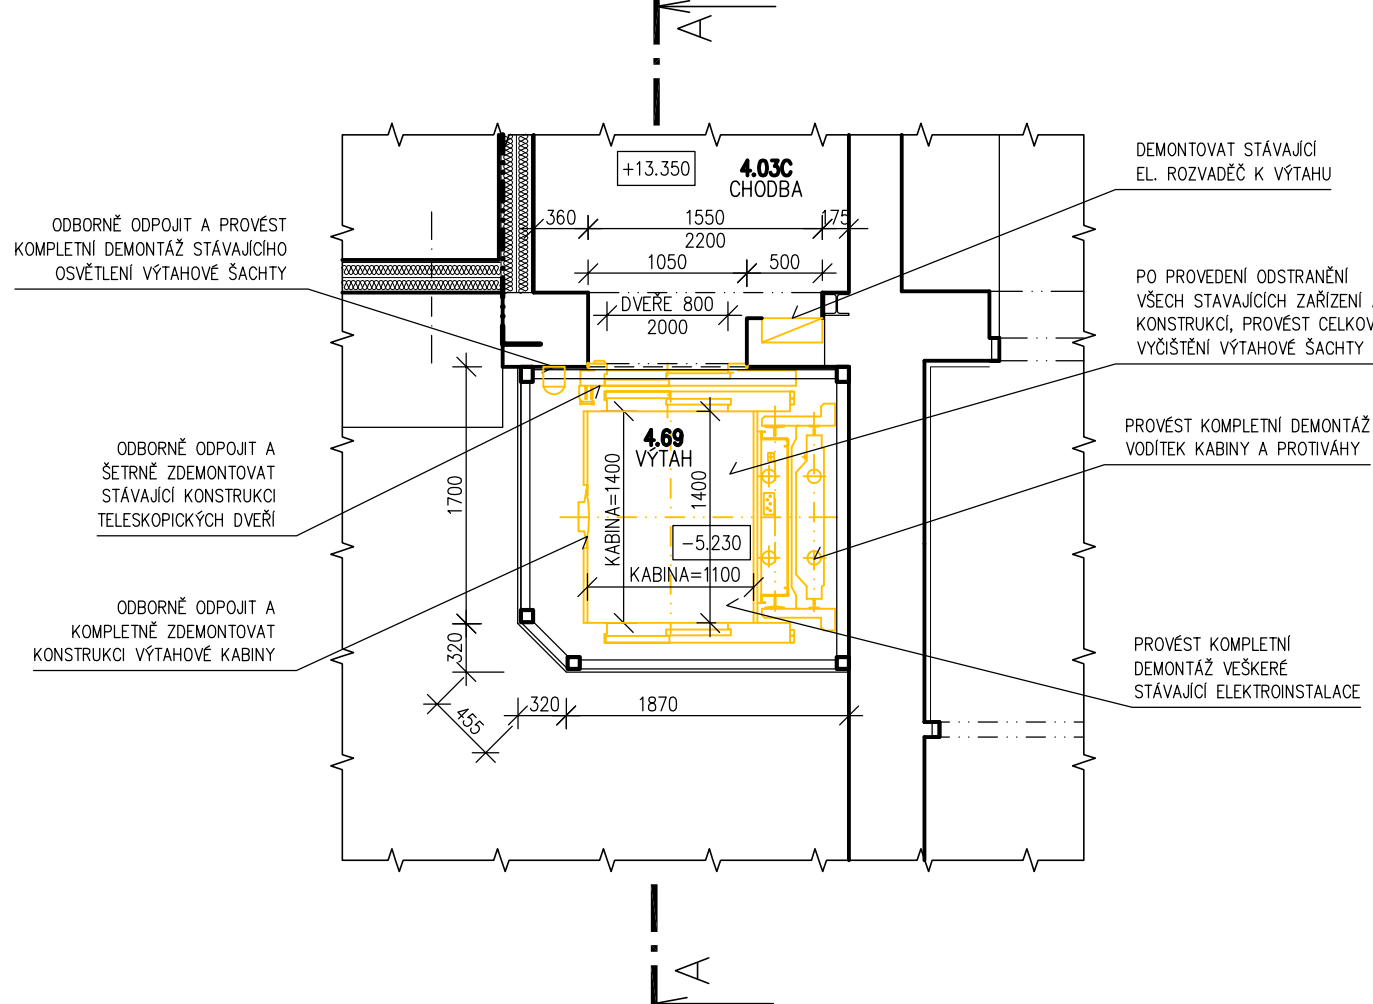 A
+13.350
4.03C
CHODBA
360
1550
175
2200
1050
500
DVEŘE 800
2000
DEMONTOVAT STÁVAJÍCÍ
EL. ROZVADĚČ K VÝTAHU
ODBORNĚ ODPOJIT A PROVÉST
KOMPLETNÍ DEMONTÁŽ STÁVAJÍCÍHO
OSVĚTLENÍ VÝTAHOVÉ ŠACHTY
PO PROVEDENÍ ODSTRANĚNÍ
VŠECH STAVAJÍCÍCH ZAŘÍZENÍ
KONSTRUKCÍ, PROVÉST CELKOV
VYČIŠTĚNÍ VÝTAHOVÉ ŠACHTY
PROVÉST KOMPLETNÍ DEMONTÁŽ
VODÍTEK KABINY A PROTIVÁHY
ODBORNĚ ODPOJIT A
ŠETRNĚ ZDEMONTOVAT
STÁVAJÍCÍ KONSTRUKCI
TELESKOPICKÝCH DVEŘÍ
4.69
VÝTAH
1700
KABINA=1400
1400
-5.230
KABINA=1100
ODBORNĚ ODPOJIT A
KOMPLETNĚ ZDEMONTOVAT
KONSTRUKCI VÝTAHOVÉ KABINY
320
PROVÉST KOMPLETNÍ
DEMONTÁŽ VEŠKERÉ
STÁVAJÍCÍ ELEKTROINSTALACE
455
320
1870
A